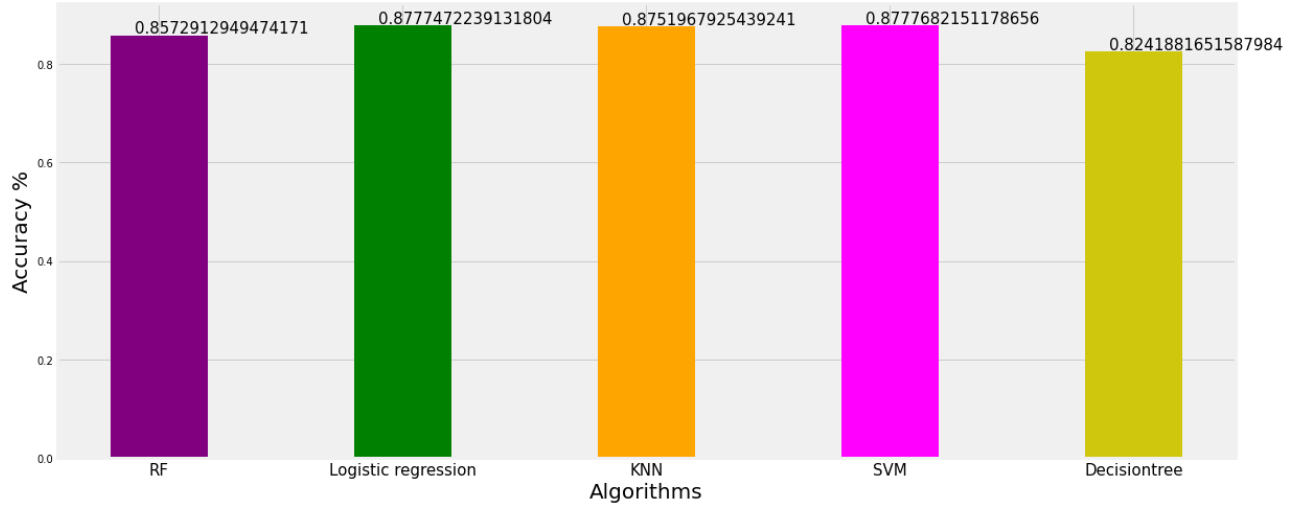 0.8572912949474171
0.8777472239131804
0.8751967925439241
0.8777682151178656
0.8241881651587984
0.8
0.6
0.4
0.2
0.0
Accuracy %
RF
Logistic regression
KNN
SVM
Decisiontree
Algorithms